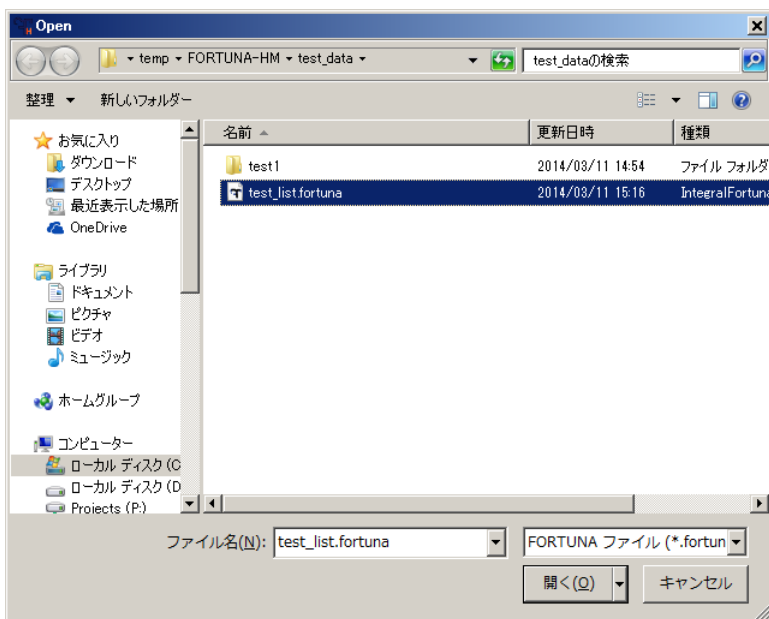 Open
temp FORTUNA-HM test_data
test_dataの検索
整理 新しいフォルダー
名前 更新日時 種類
お気に入り
ダウンロード
デスクトップ
最近表示した場所
OneDrive
ライブラリ
ドキュメント
ピクチャ
ビデオ
ミュージック
ホームグループ
コンピューター
ローカル ディスク (C
ローカル ディスク (D
Projects (P:)
test1 2014/03/11 14:54 ファイル フォルダ
test_list.fortuna 2014/03/11 15:16 IntegralFortuna
ファイル名(N): test_list.fortuna
FORTUNA ファイル (*.fortun
開く(O) キャンセル